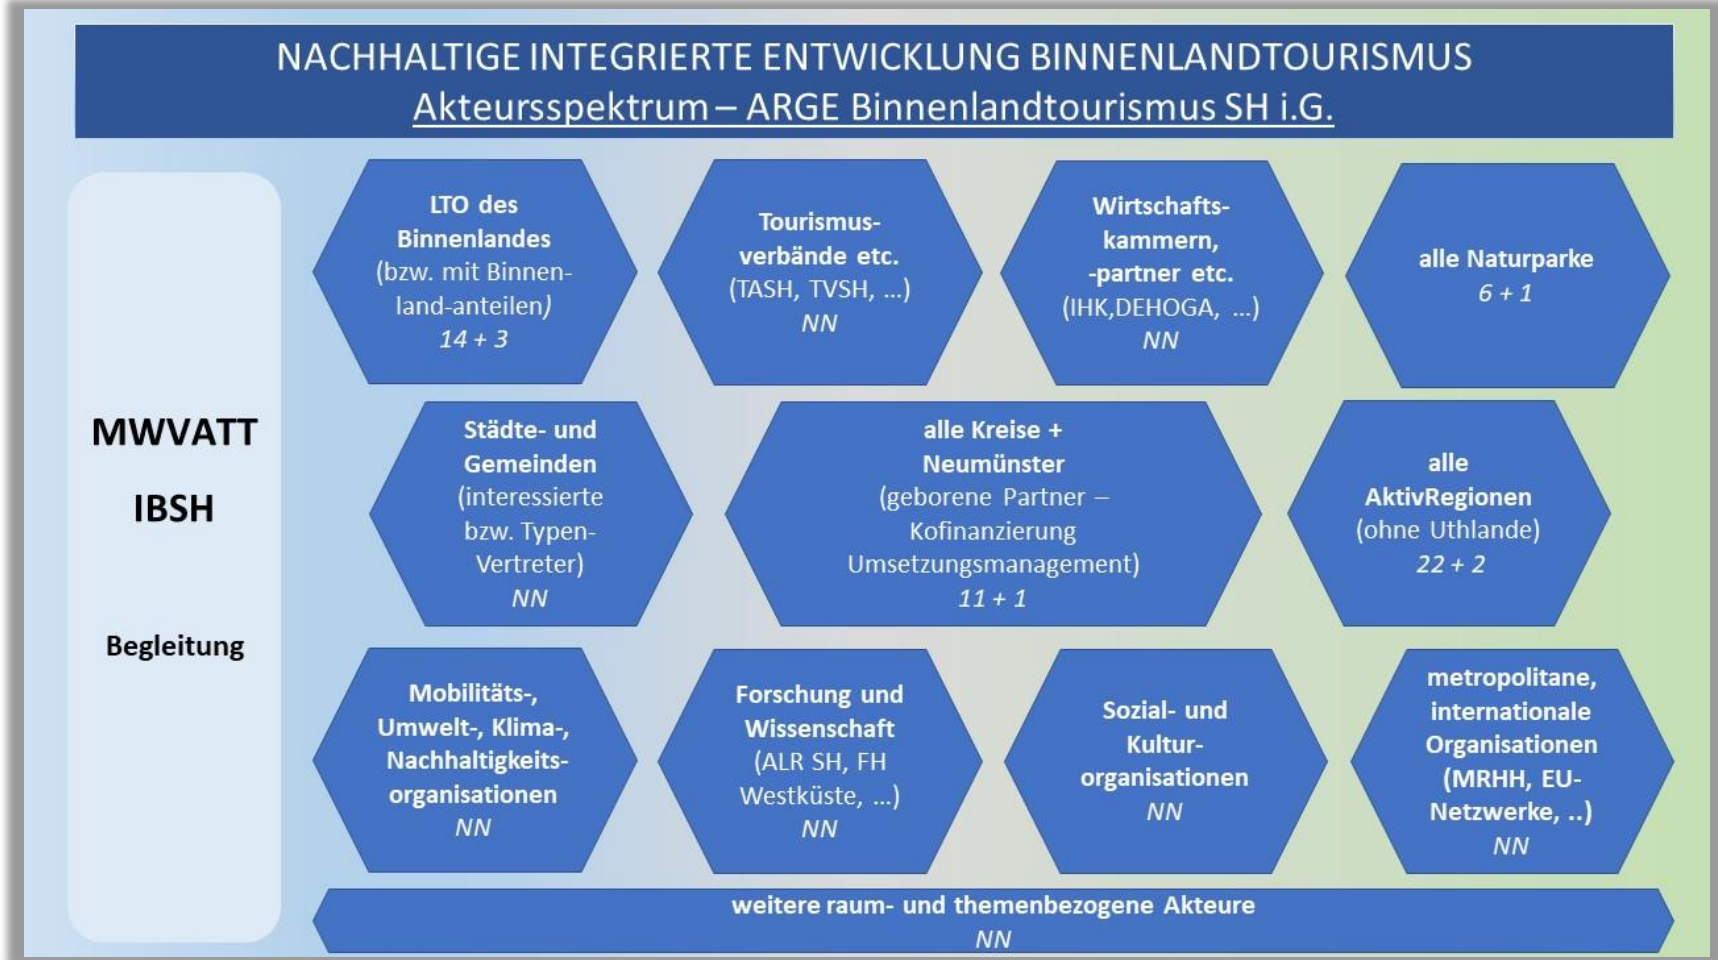 NACHHALTIGE INTEGRIERTE ENTWICKLUNG BINNENLANDTOURISMUS
Akteursspektrum – ARGE Binnenlandtourismus SH i.G.
MWVATT
IBSH
Begleitung
LTO des
Binnenlandes
(bzw. mit Binnen-
land-anteilen)
14 + 3
Tourismus-
verbände etc.
(TASH, TVSH, ...)
NN
Wirtschafts-
kammern,
-partner etc.
(IHK,DEHOGA, ...)
NN
alle Naturparke
6 + 1
Städte- und
Gemeinden
(interessierte
bzw. Typen-
Vertreter)
NN
alle Kreise +
Neumünster
(geborene Partner –
Kofinanzierung
Umsetzungsmanagement)
11 + 1
alle
AktivRegionen
(ohne Uthlande)
22 + 2
Mobilitäts-,
Umwelt-, Klima-,
Nachhaltigkeits-
organisationen
NN
Forschung und
Wissenschaft
(ALR SH, FH
Westküste, ...)
NN
Sozial- und
Kultur-
organisationen
NN
metropolitane,
internationale
Organisationen
(MRHH, EU-
Netzwerke, ..)
NN
weitere raum- und themenbezogene Akteure
NN